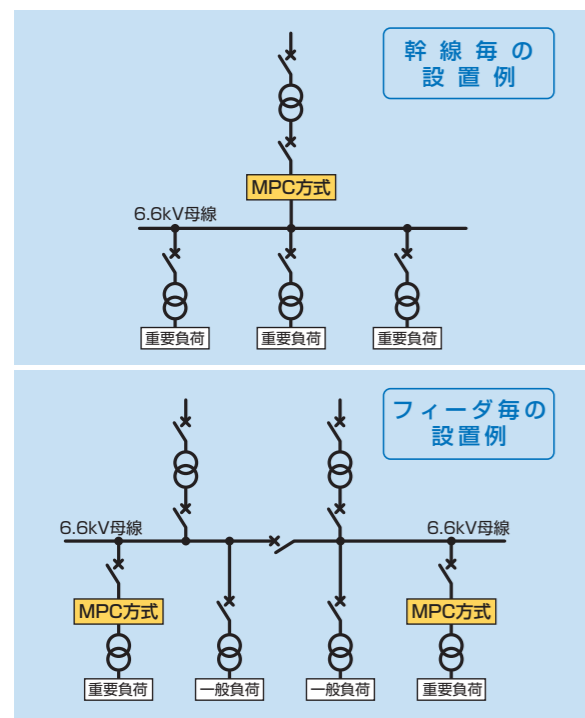 幹線毎の
設置例
MPC方式
6.6kV母線
重要負荷 重要負荷 重要負荷
フィーダ毎の
設置例
6.6kV母線 6.6kV母線
MPC方式 MPC方式
重要負荷 一般負荷 一般負荷 重要負荷